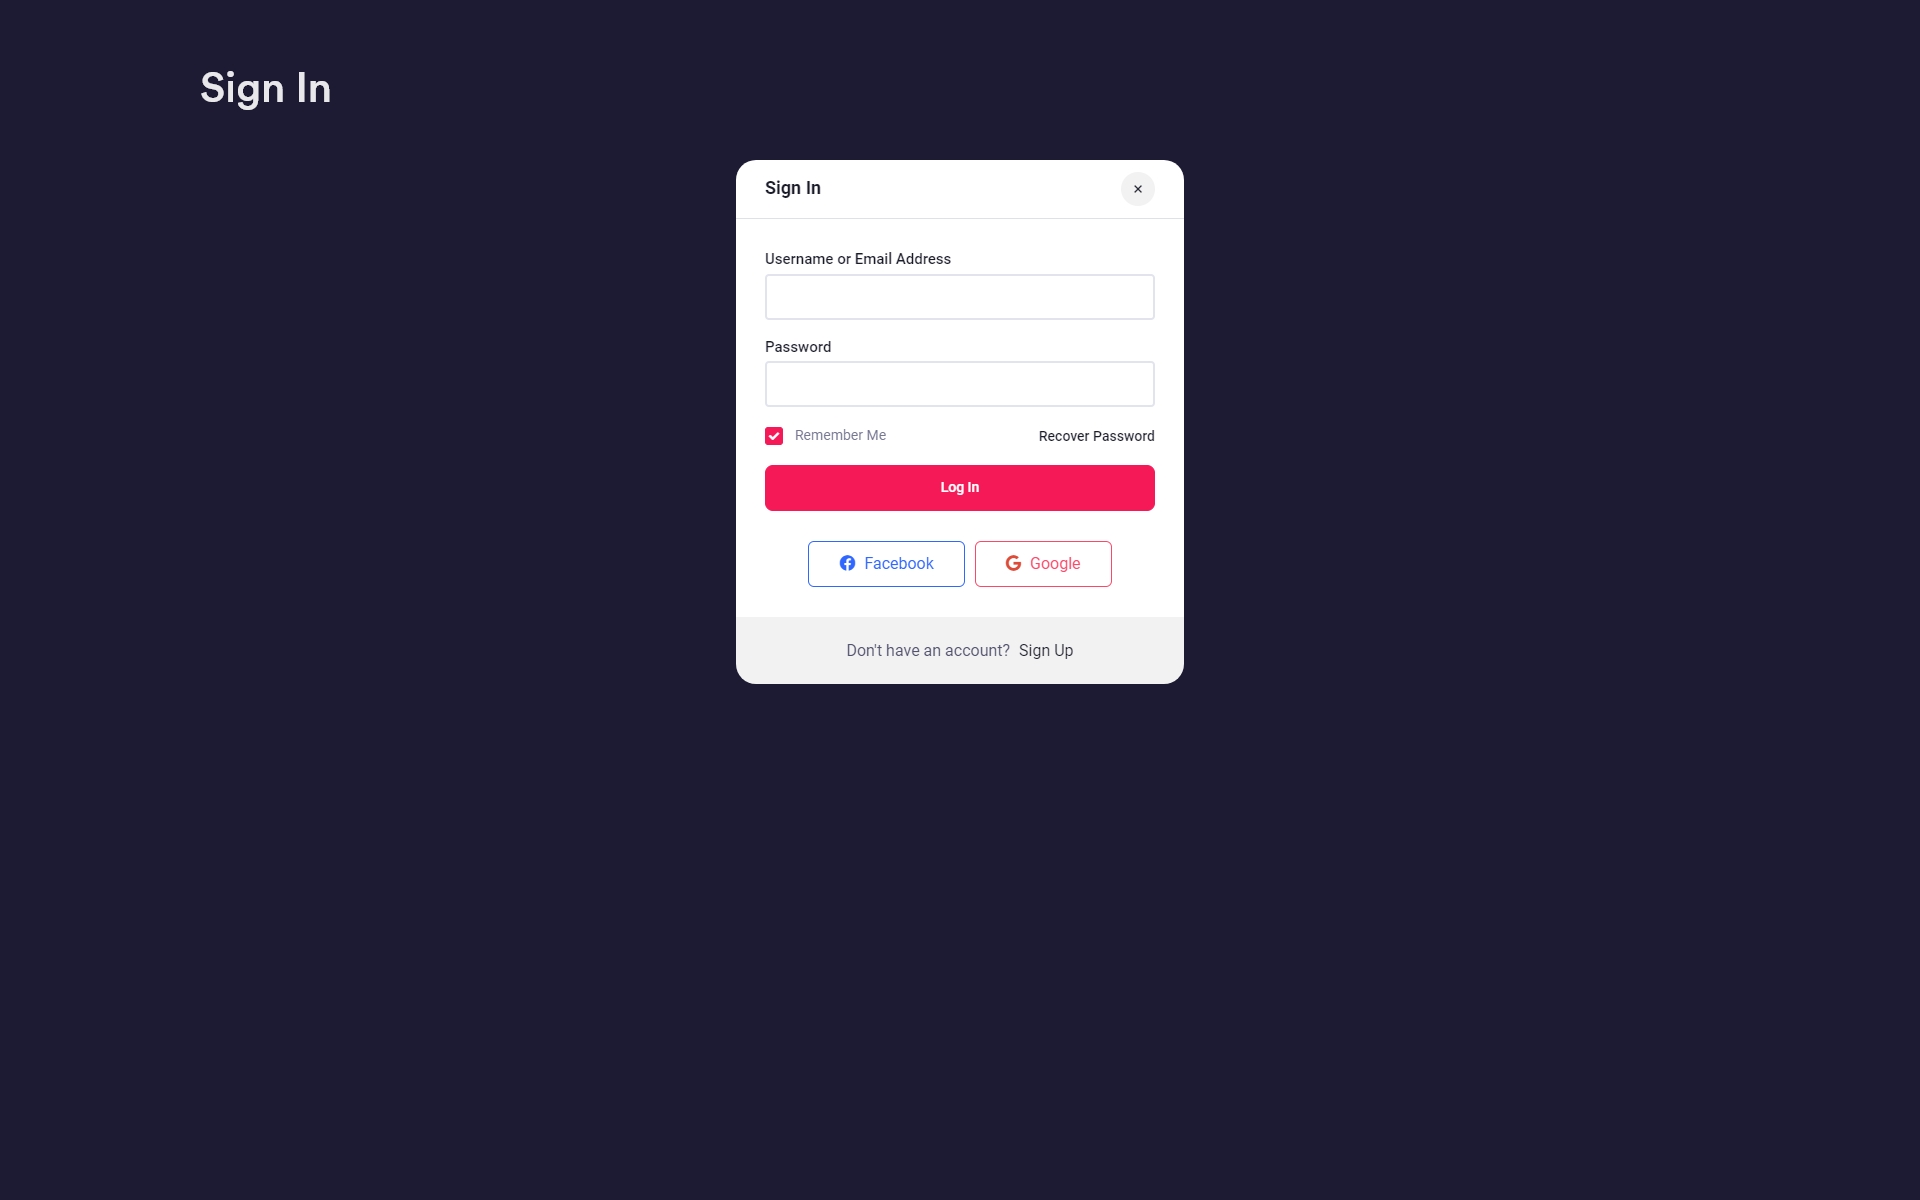 Sign In
Sign In
Username or Email Address
Password
Remember Me
Recover Password
Log In
Facebook
Google
Don't have an account? Sign Up